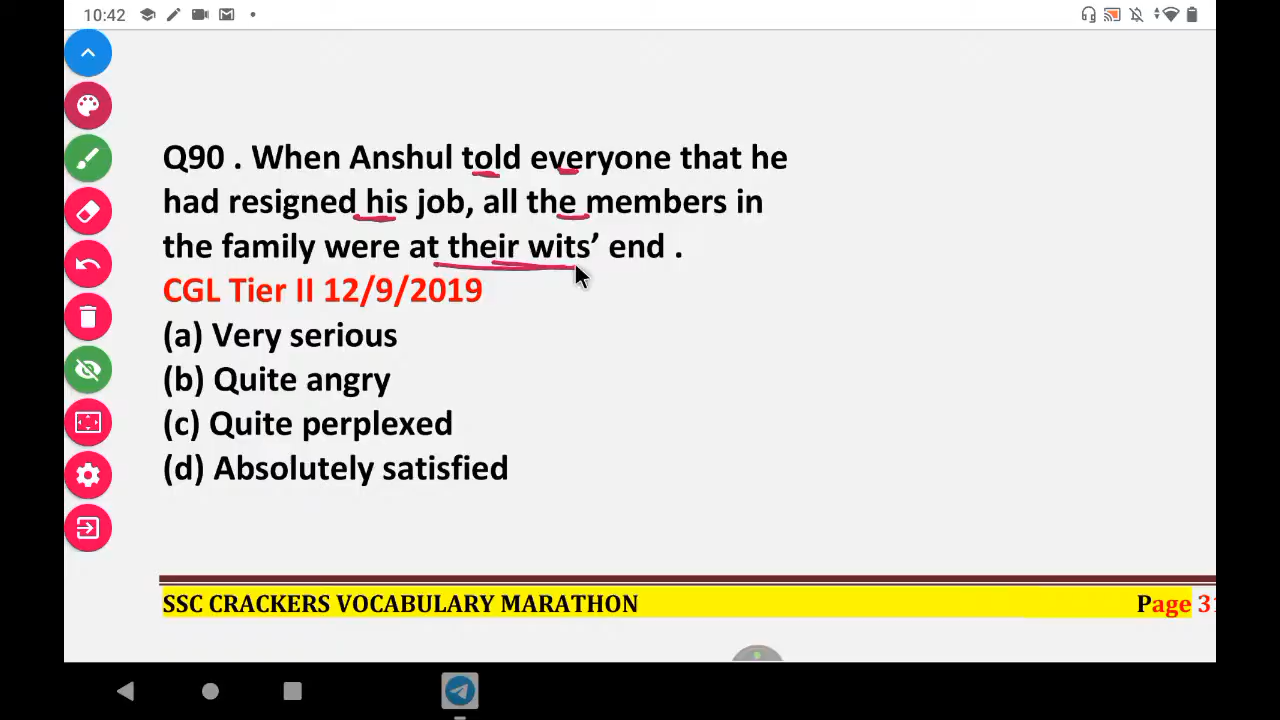 10:42
Q90 . When Anshul told everyone that he
had resigned his job, all the members in
the family were at their wits’ end .
CGL Tier II 12/9/2019
(a) Very serious
(b) Quite angry
(c) Quite perplexed
(d) Absolutely satisfied
SSC CRACKERS VOCABULARY MARATHON Page 31